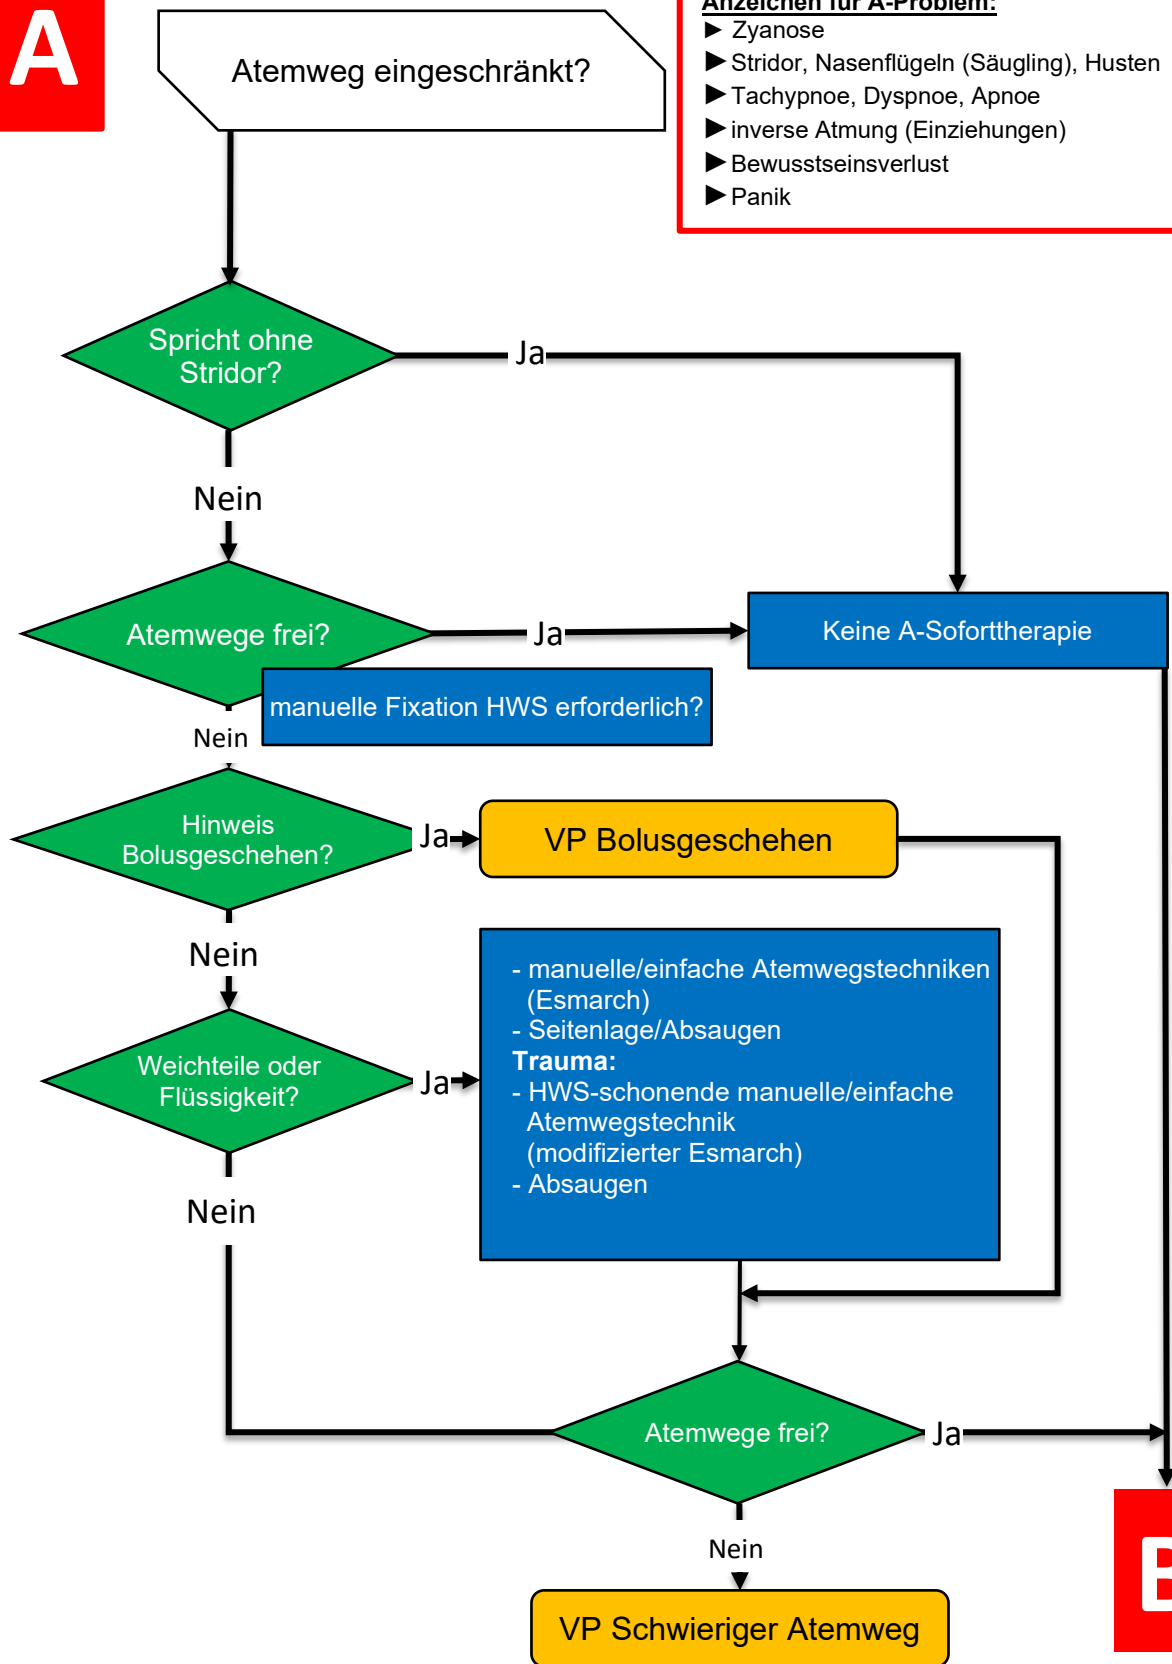 A
Atemweg eingeschränkt?
Anzeichen für A-Problem:
► Zyanose
► Stridor, Nasenflügeln (Säugling), Husten
► Tachypnoe, Dyspnoe, Apnoe
► inverse Atmung (Einziehungen)
► Bewusstseinsverlust
► Panik
Spricht ohne
Stridor?
Ja
Nein
Atemwege frei?
Ja
Keine A-Soforttherapie
manuelle Fixation HWS erforderlich?
Nein
Hinweis
Bolusgeschehen?
Ja
VP Bolusgeschehen
Nein
- manuelle/einfache Atemwegstechniken
(Esmarch)
- Seitenlage/Absaugen
Trauma:
- HWS-schonende manuelle/einfache
Atemwegstechnik
(modifizierter Esmarch)
- Absaugen
Weichteile oder
Flüssigkeit?
Ja
Nein
Atemwege frei?
Ja
Nein
B
VP Schwieriger Atemweg